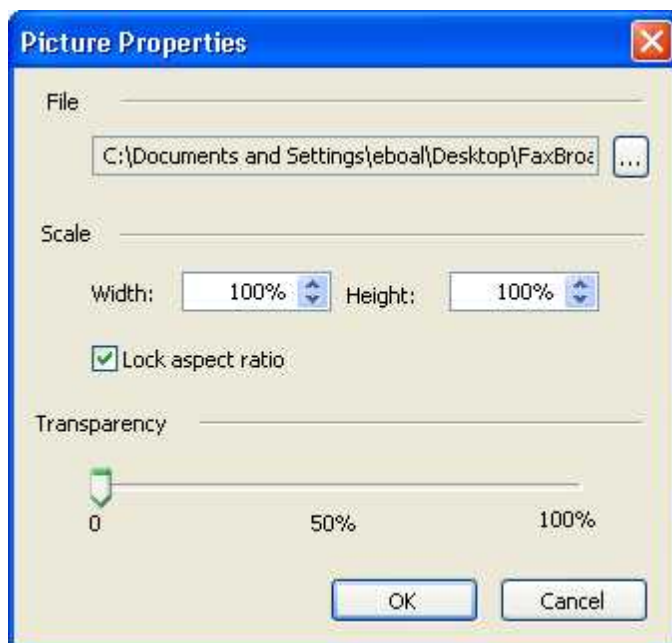 Picture Properties
File
C:\Documents and Settings\eboal\Desktop\FaxBroa
...
Scale
Width: 100% Height: 100%
Lock aspect ratio
Transparency
0 50% 100%
OK Cancel